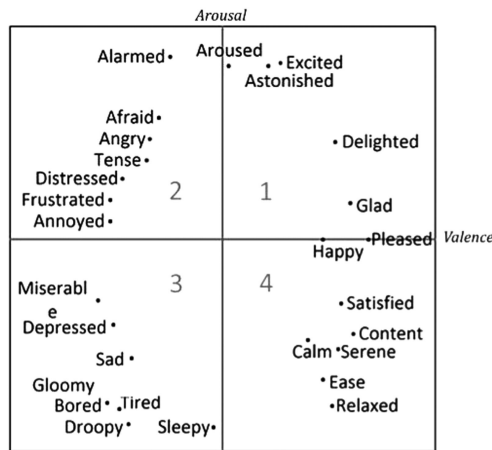 Arousal
Alarmed
Aroused
Excited
Astonished
Afraid
Angry
Delighted
Tense
Distressed
2
1
Frustrated
Glad
Annoyed
Pleased
Valence
Happy
3
4
Miserabl
e
Satisfied
Depressed
Content
Calm
Serene
Sad
Gloomy
Ease
Bored
Tired
Relaxed
Droopy
Sleepy